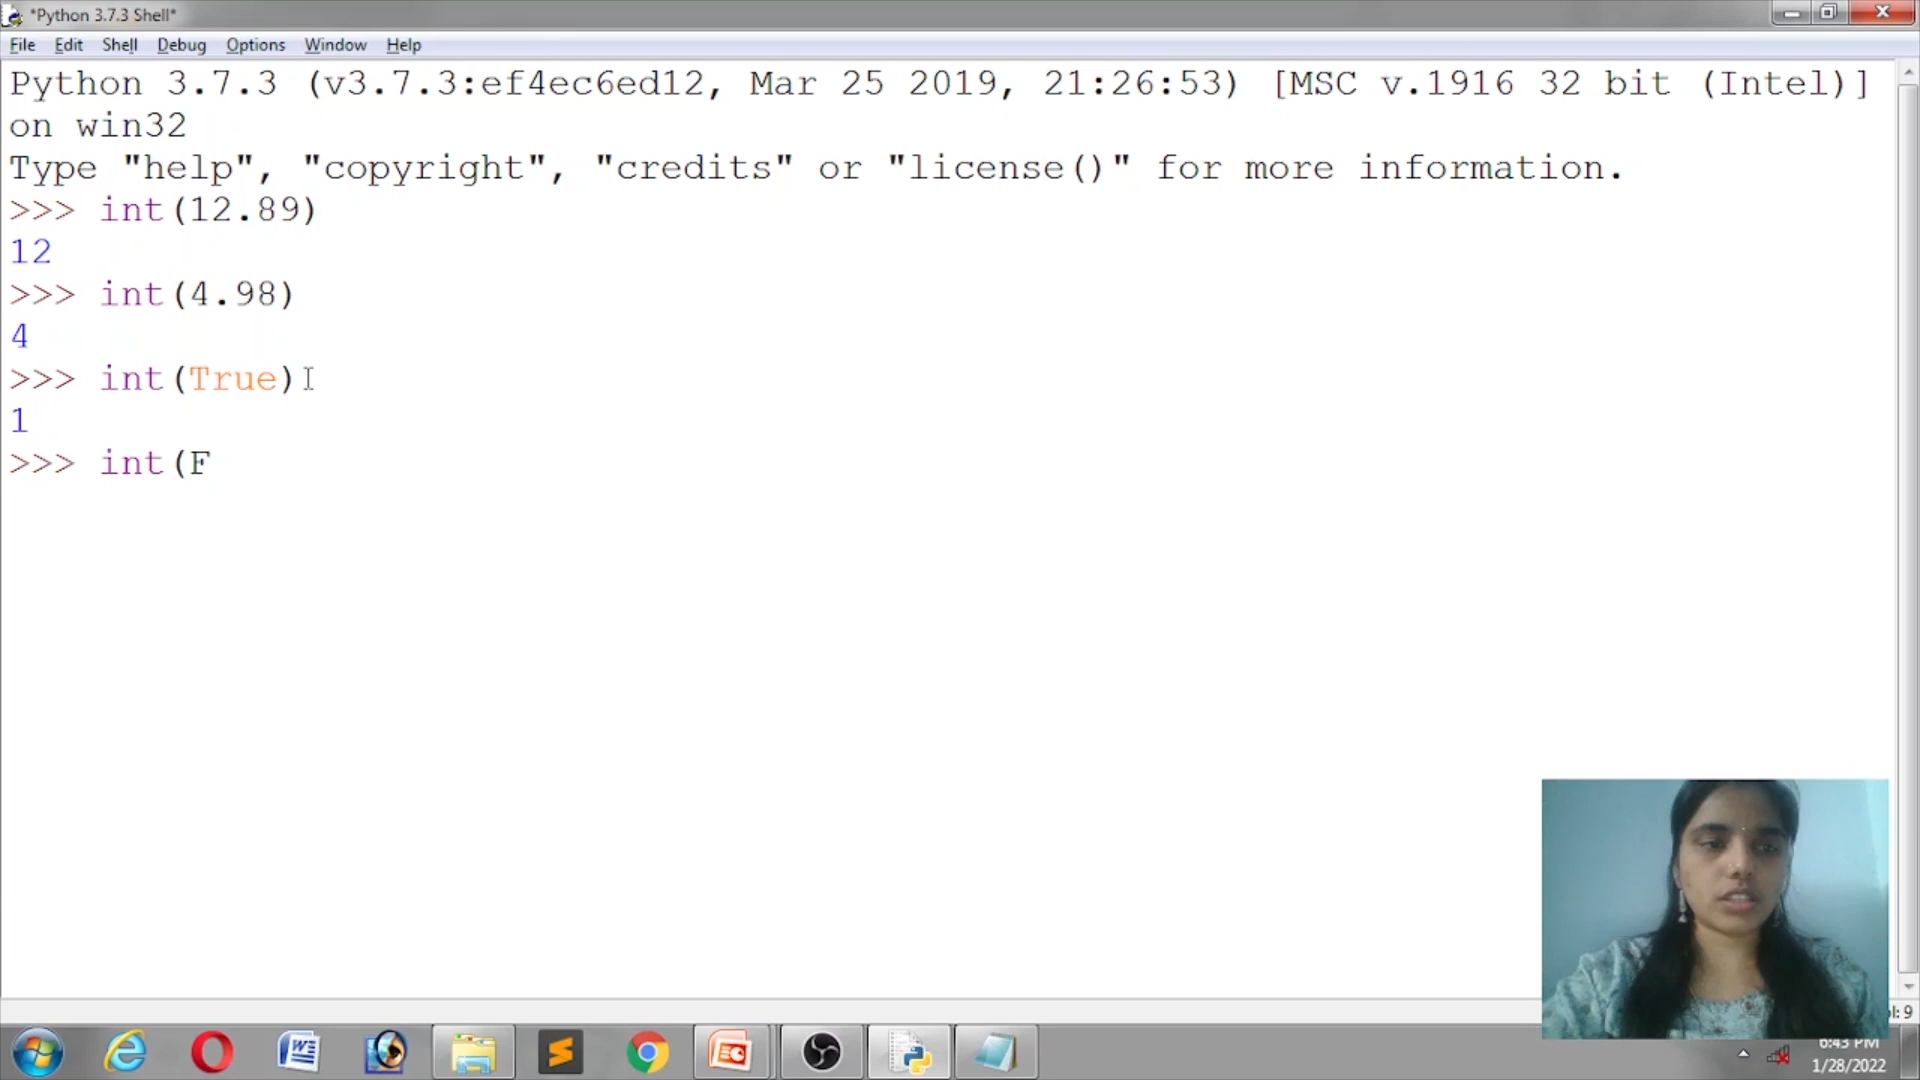 *Python 3.7.3 Shell*
File Edit Shell Debug Options Window Help
Python 3.7.3 (v3.7.3:ef4ec6ed12, Mar 25 2019, 21:26:53) [MSC v.1916 32 bit (Intel)]
on win32
Type "help", "copyright", "credits" or "license()" for more information.
>>> int(12.89)
12
>>> int(4.98)
4
>>> int(True)
1
>>> int(F
6:43 PM
1/28/2022